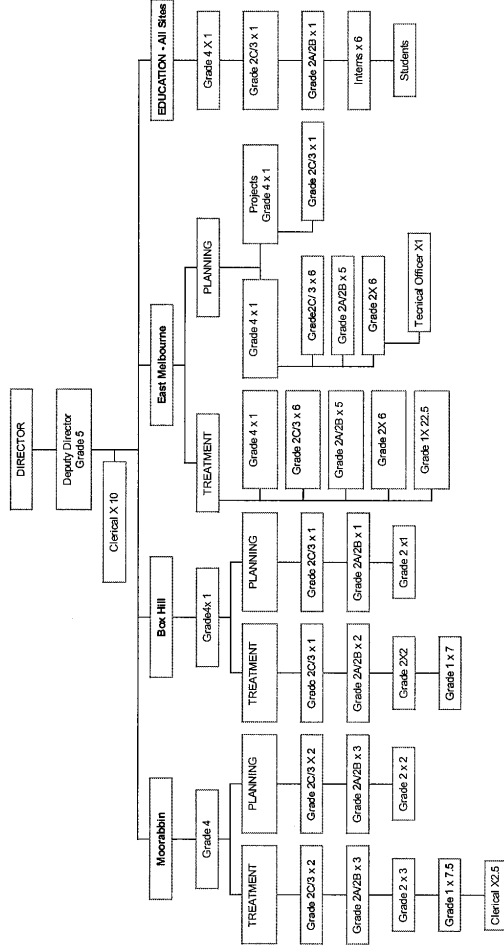 DIRECTOR
Deputy Director
Grade 5
Clerical X 10
Moorabbin
Grade 4
TREATMENT
Grade 2C/3 x 2
Grade 2A/2B x 3
Grade 2 x 3
Grade 1 x 7.5
Clerical X2.5
PLANNING
Grade 2C/3 X 2
Grade 2A/2B x 3
Grade 2 x 2
Box Hill
Grade4x 1
TREATMENT
Grado 2C/3 x 1
Grade 2A/2B x 2
Grade 2X2
Grade 1 x 7
PLANNING
Grado 2C/3 x 1
Grade 2A/2B x 1
Grade 2 x1
East Melbourne
TREATMENT
Grade 4 x 1
Grade 2C/3 x 6
Grade 2A/2B x 5
Grade 2X 6
Grade 1X 22.5
PLANNING
Grade 4 x 1
Grade2C/ 3 x 6
Grade 2A/2B x 5
Grade 2X 6
Tecnical Officer X1
Projects
Grade 4 x 1
Grade 2C/3 x 1
EDUCATION - All Sites
Grade 4 X 1
Grade 2C/3 x 1
Grade 2A/2B x 1
Interns x 6
Students